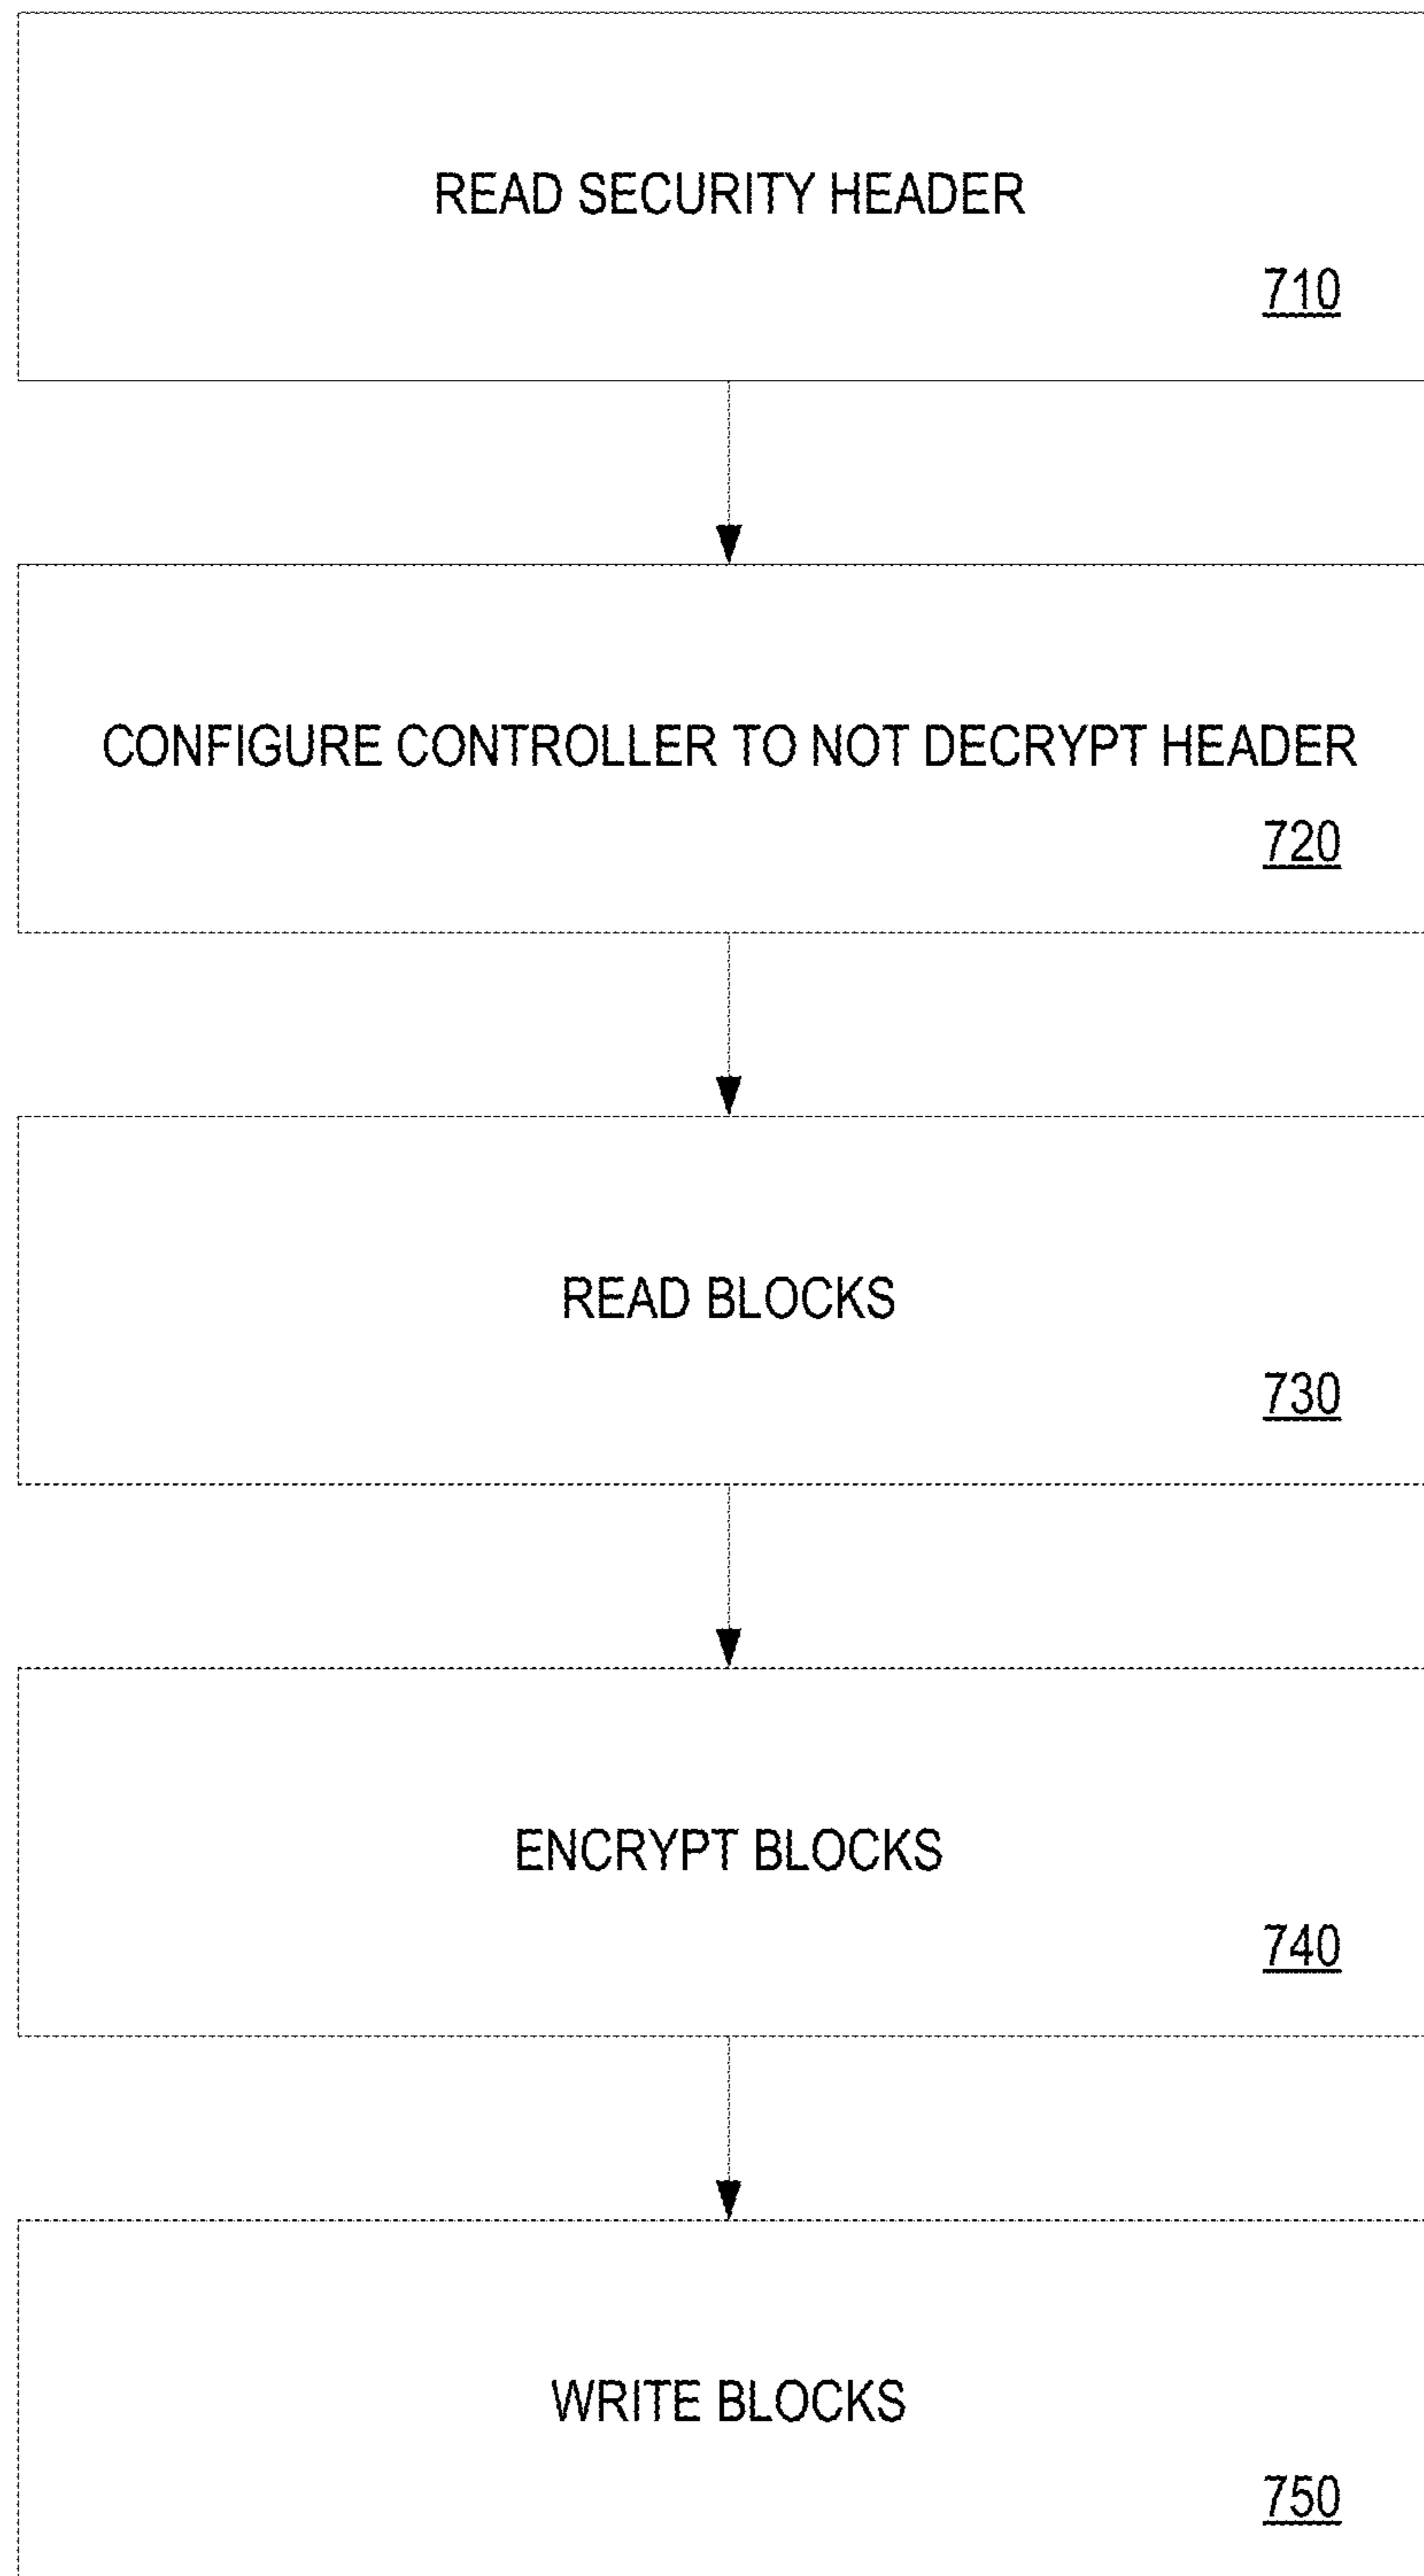 READ SECURITY HEADER
710
CONFIGURE CONTROLLER TO NOT DECRYPT HEADER
720
READ BLOCKS
730
ENCRYPT BLOCKS
740
WRITE BLOCKS
750